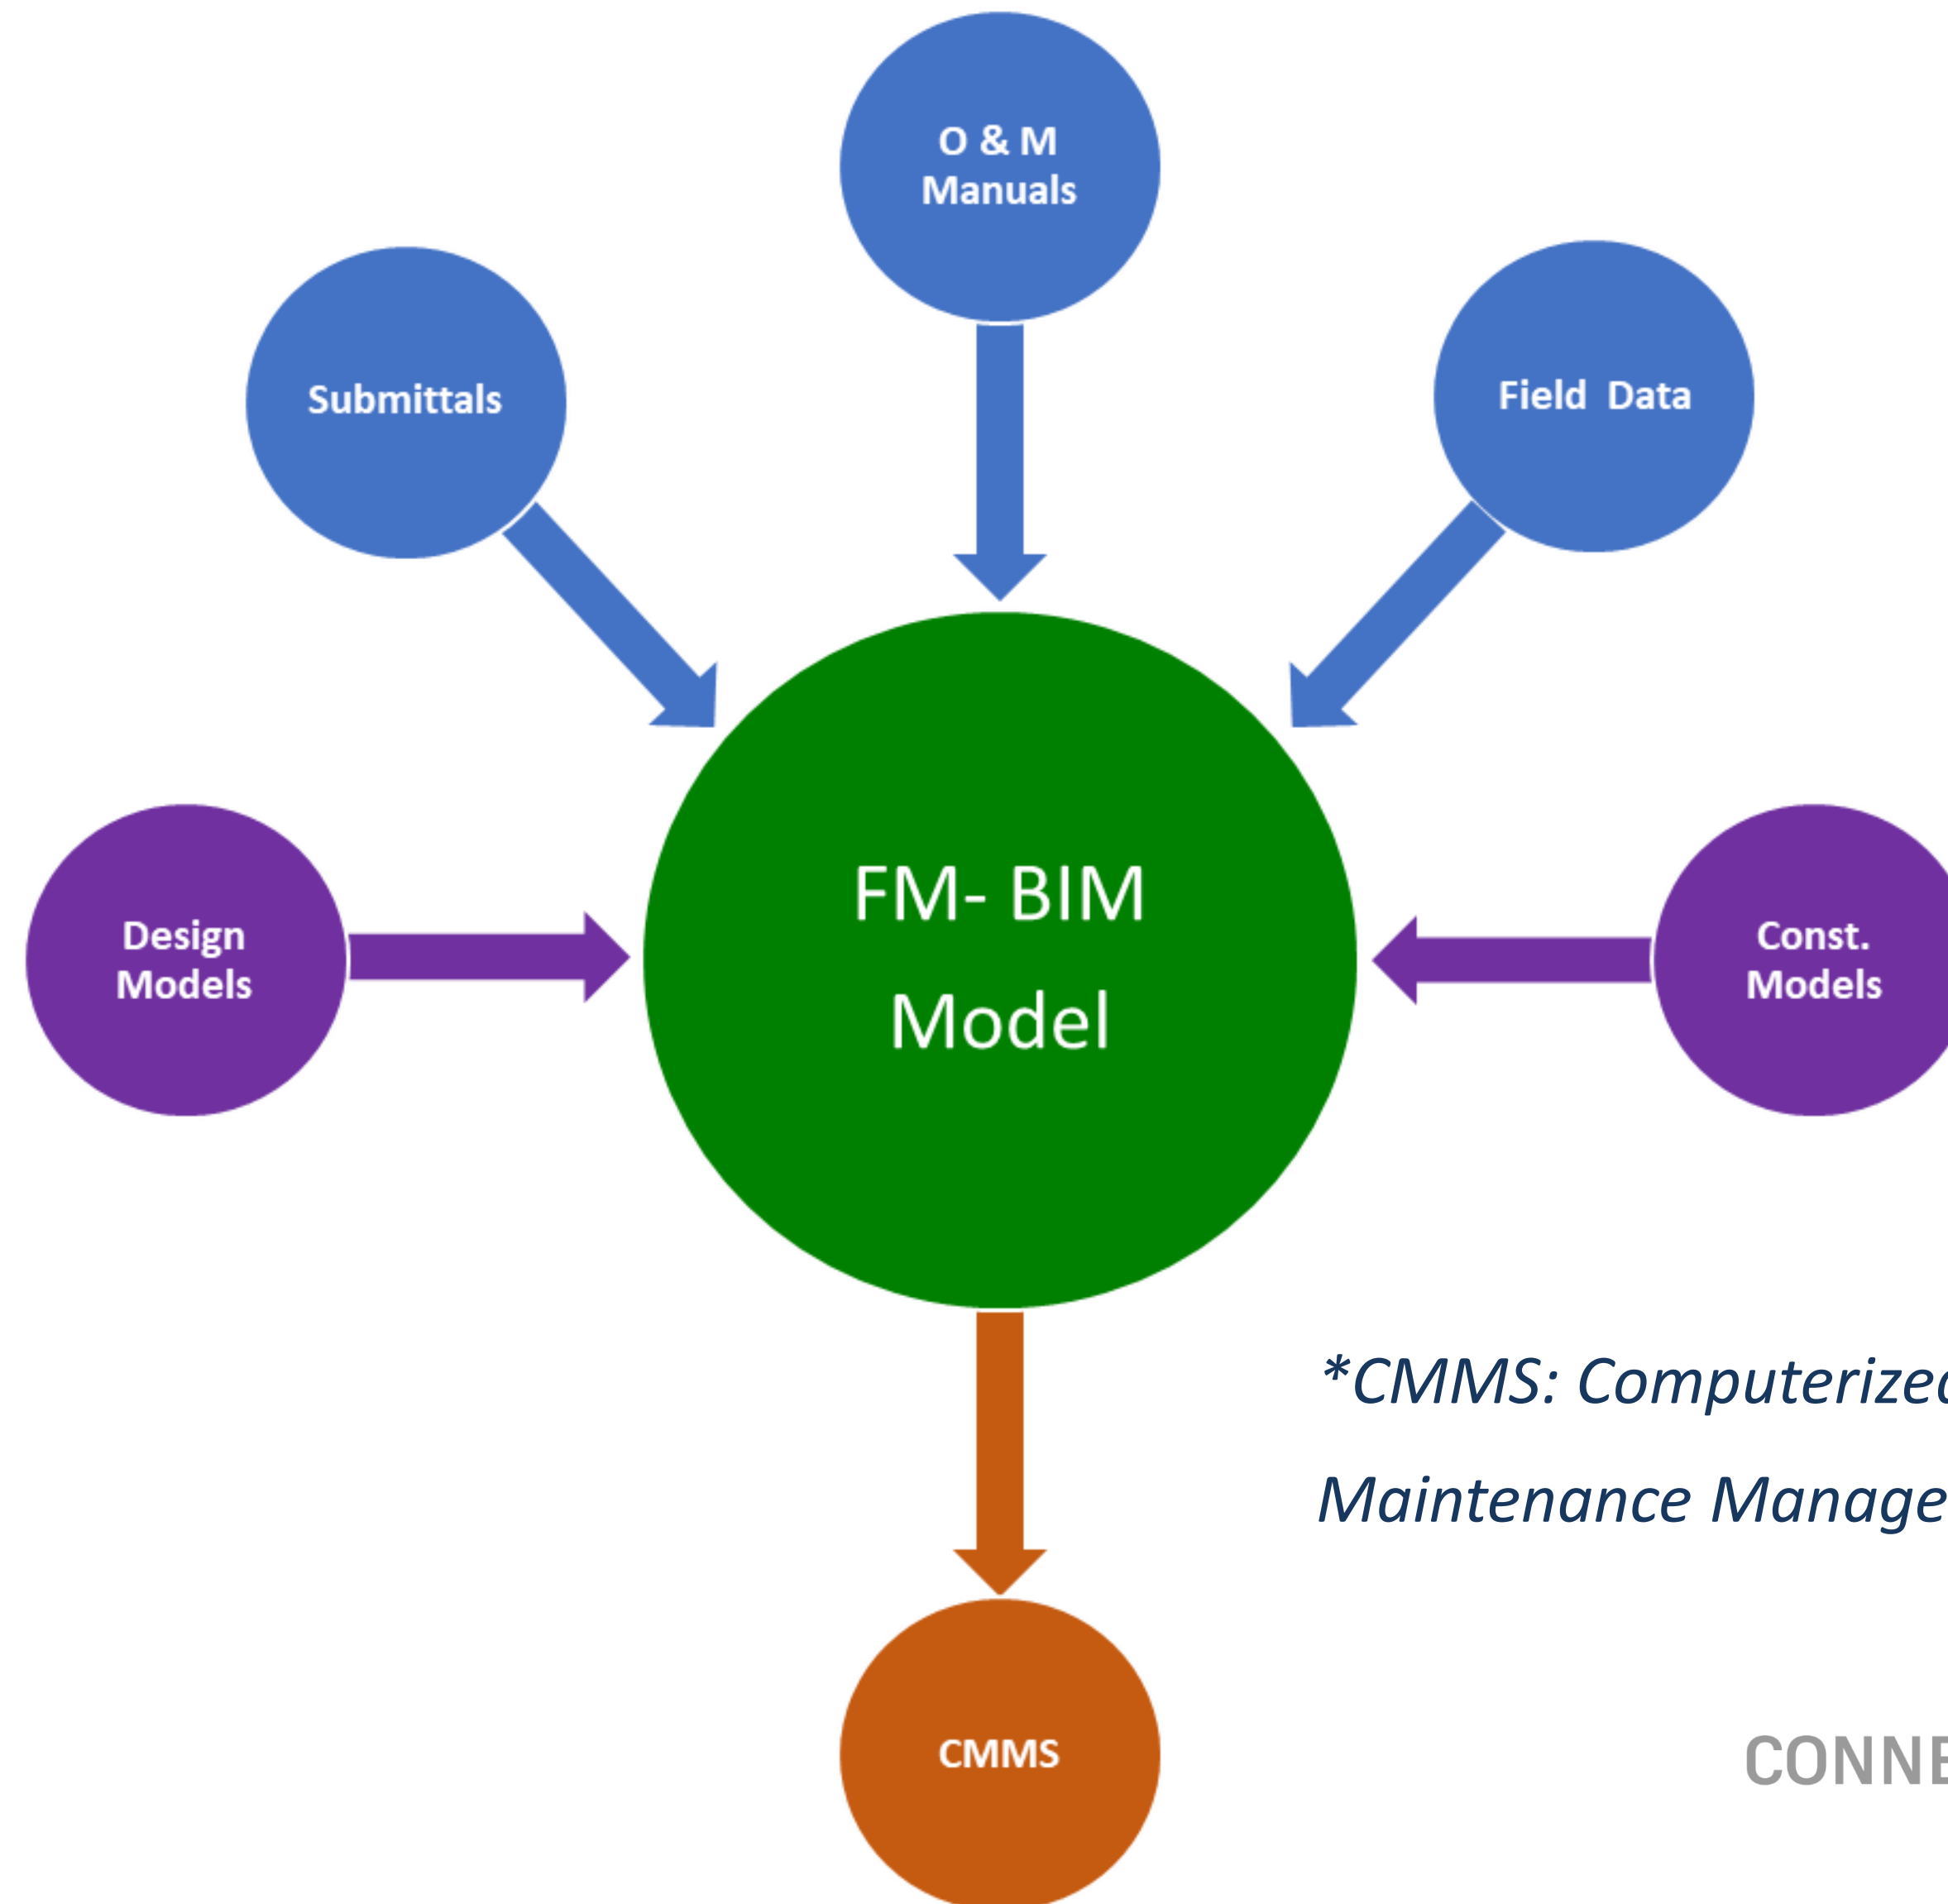 O & M
Manuals
Submittals
Field Data
Design
Models
FM- BIM
Model
Const.
Models
*CMMS: Computerized
Maintenance Manage
CMMS
CONNE